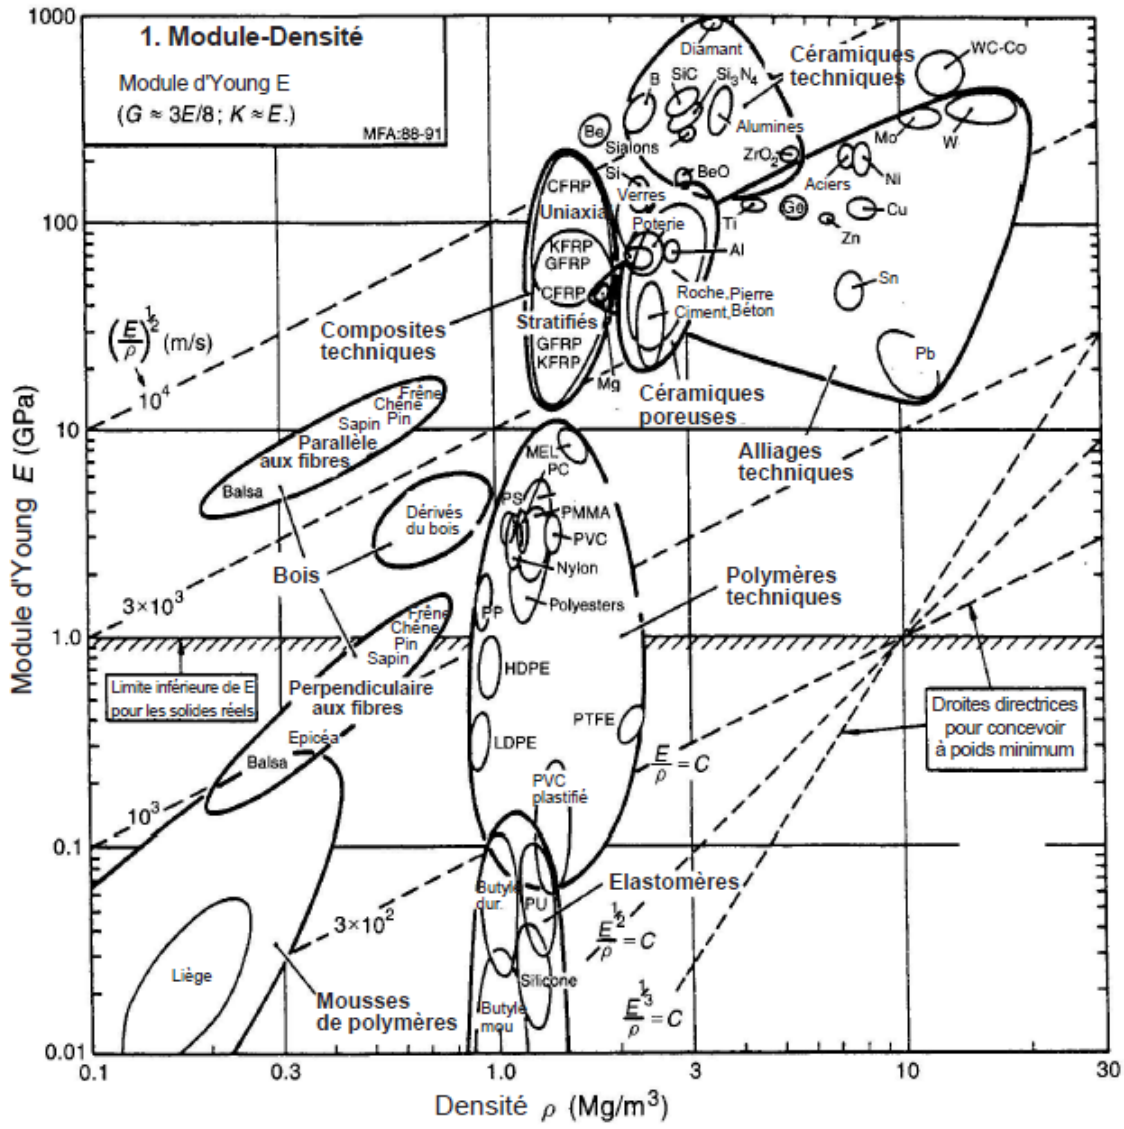 1000
1. Module-Densité
Module d'Young E
(G ≈ 3E/8 ; K ≈ E.)
MFA:88-91
Diamant
Céramiques
techniques
WC-Co
B
SiC
Si3N4
Alumines
Be
Sialons
Mo
W
ZrO2
Si
BeO
Aciers
Ni
CFRP
Verres
100
Uniaxial
Poterie
Ti
Ge
Cu
Zn
KFRP
GFRP
Al
CFRP
Roche, Pierre
Ciment, Béton
Sn
Stratifiés
GFRP
KFRP
Mg
Composites
techniques
(E/ρ)^1/2 (m/s)
10^4
Pb
Céramiques
poreuses
Frêne
Chêne
Pin
Sapin
Parallèle
aux fibres
Balsa
10
Alliages
techniques
MEL
PC
PS
PMMA
PVC
Nylon
Polyesters
Dérivés
du bois
Bois
3×10^3
Polymères
techniques
PP
Frêne
Chêne
Pin
Sapin
1.0
HDPE
Limite inférieure de E
pour les solides réels
Perpendiculaire
aux fibres
PTFE
Droites directrices
pour concevoir
à poids minimum
Epicéa
Balsa
LDPE
E/ρ = C
PVC
plastifié
10^3
0.1
Elastomères
Butyle
dur.
PU
3×10^2
E^1/2/ρ = C
Liège
Silicone
E^1/3/ρ = C
Mousses
de polymères
Butyle
mou
0.01
Module d'Young E (GPa)
0.1
0.3
1.0
3
10
30
Densité ρ (Mg/m^3)